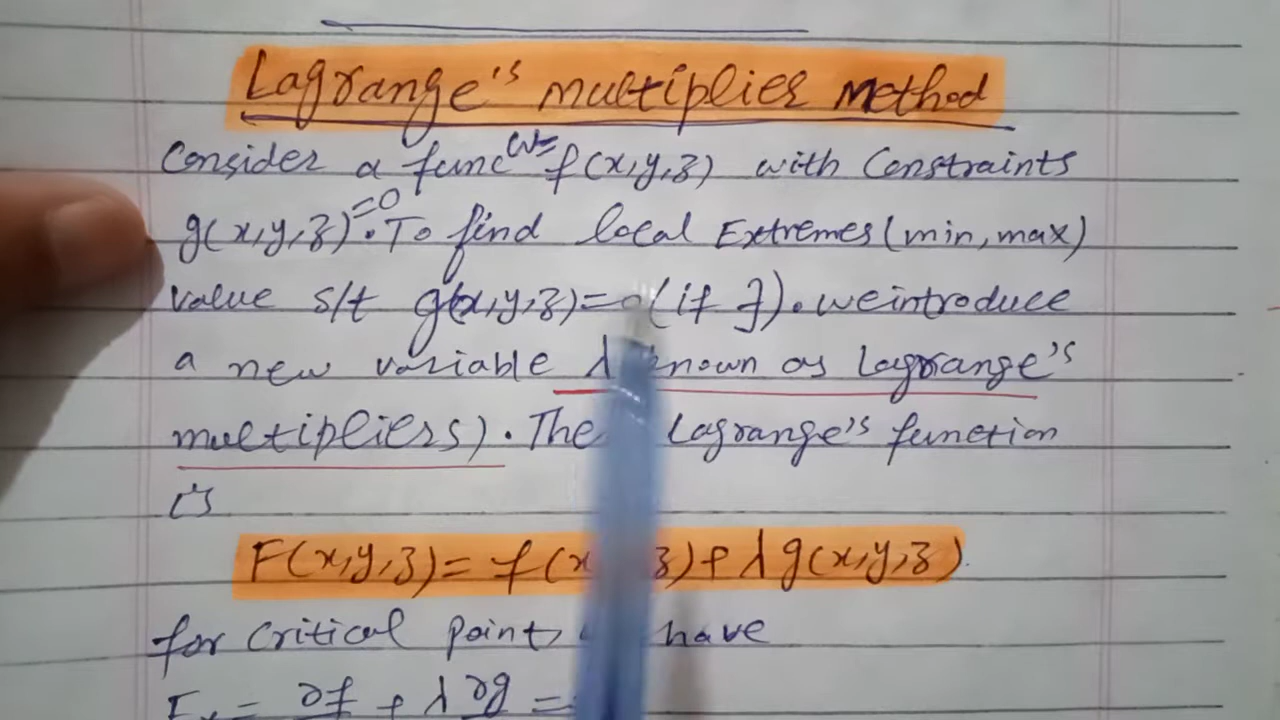 Lagrange's multiplier Method
Consider a funcⁿ f(x,y,z) with Constraints
g(x,y,z)=0. To find local Extremes (min, max)
value s/t g(x,y,z)=0 (if ∃). we introduce
a new variable λ known as Lagrange's
multipliers). The Lagrange's function
is
F(x,y,z) = f(x, z) + λ g(x,y,z).
for Critical point, have
Fx = ∂f + λ ∂g =